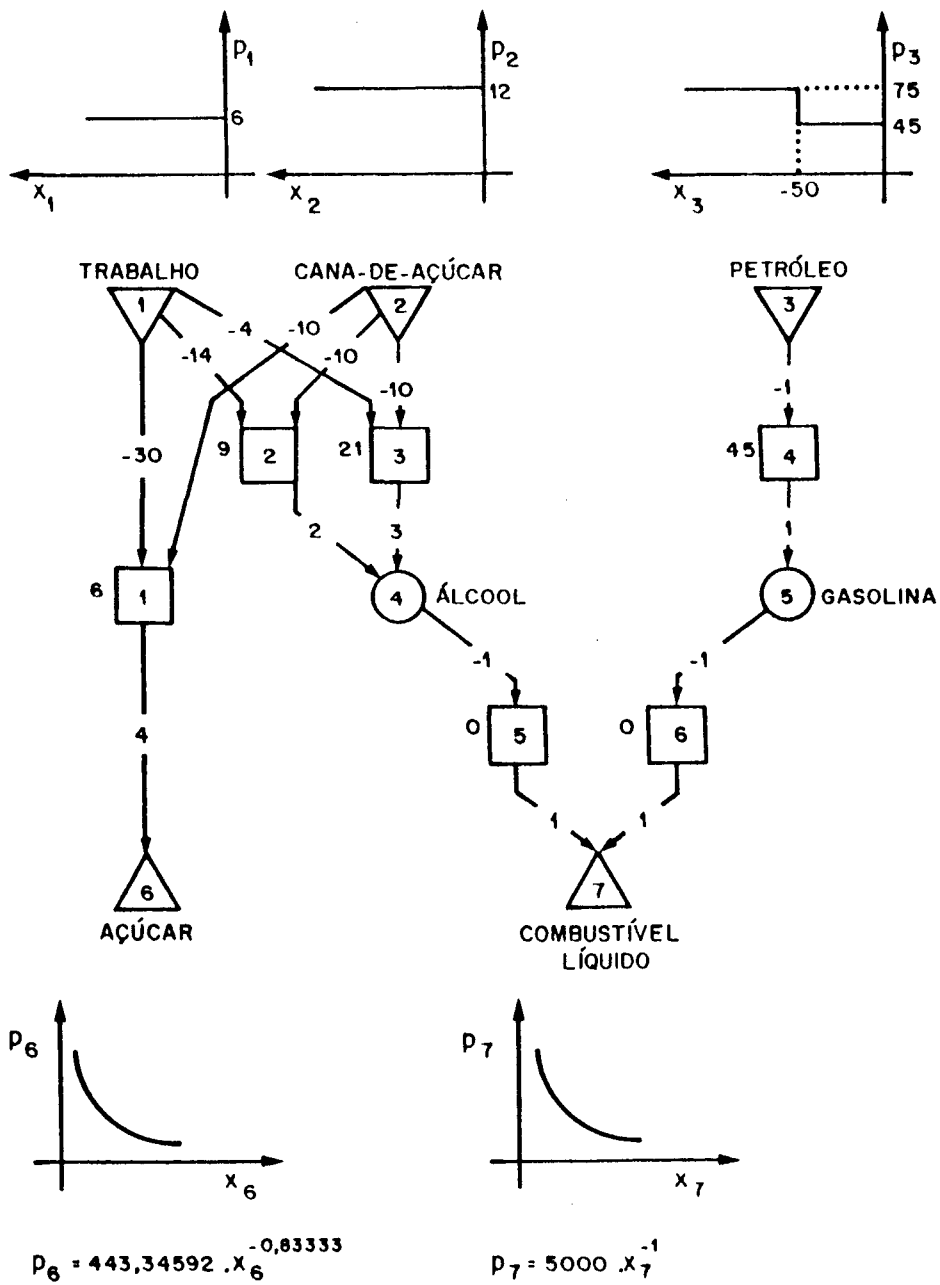 p1
p2
p3
6
12
75
45
x1
x2
x3
-50
TRABALHO
CANA-DE-AÇÚCAR
PETRÓLEO
1
2
3
-4
-10
-14
-10
-10
-1
-30
9
2
21
3
45
4
2
3
1
6
1
4
ÁLCOOL
5
GASOLINA
-1
-1
4
0
5
0
6
1
1
6
7
AÇÚCAR
COMBUSTÍVEL
LÍQUIDO
p6
p7
x6
x7
p6 = 443,34592 .x6^-0,83333
p7 = 5000 .x7^-1